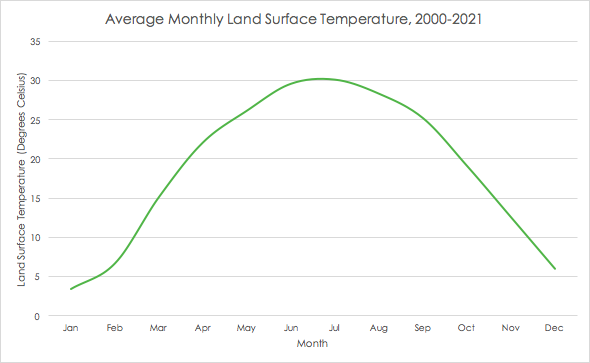 Average Monthly Land Surface Temperature, 2000-2021
Land Surface Temperature (Degrees Celsius)
35
30
25
20
15
10
5
0
Jan Feb Mar Apr May Jun Jul Aug Sep Oct Nov Dec
Month